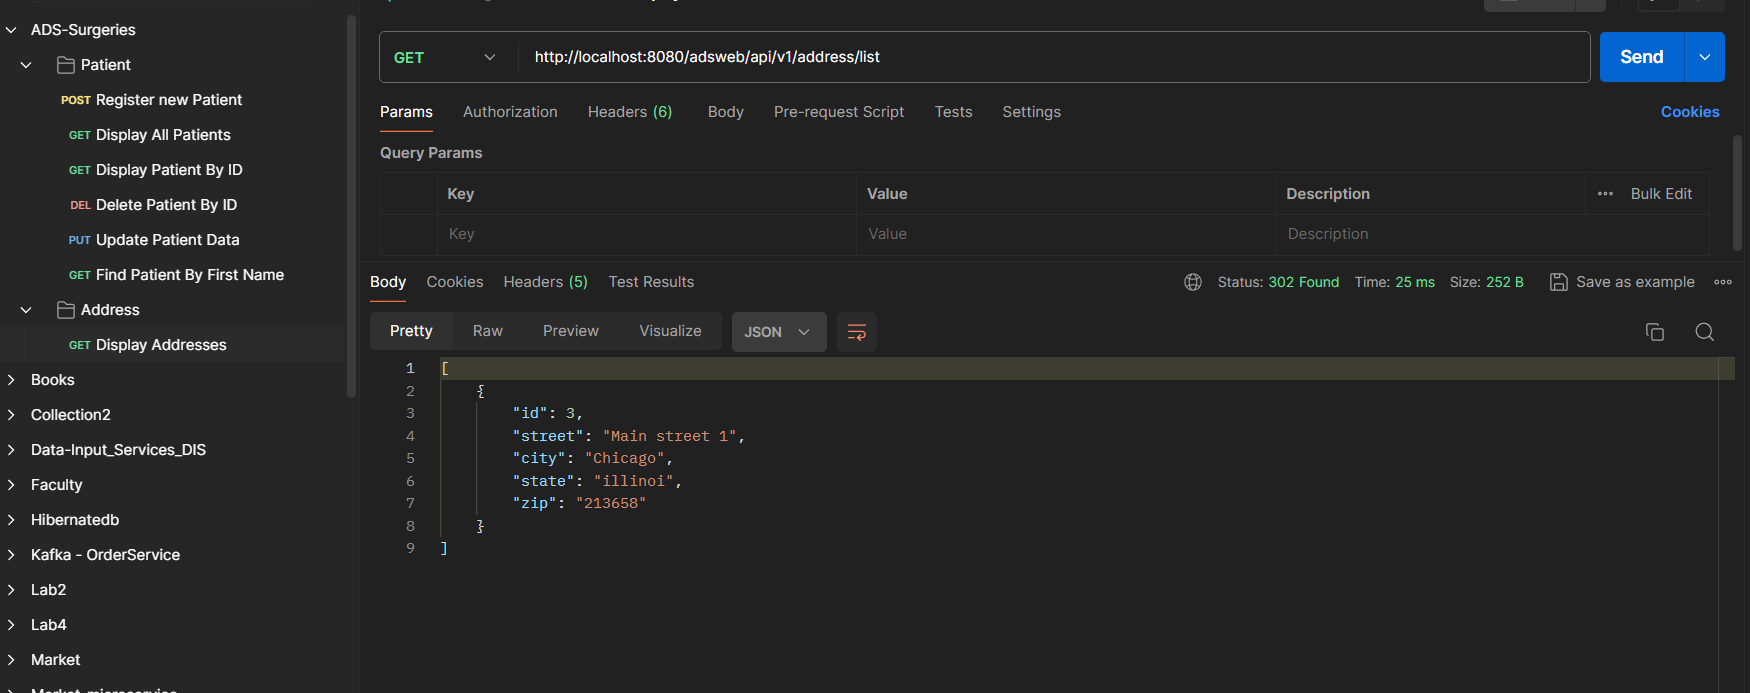 ADS-Surgeries
Patient
POST Register new Patient
GET Display All Patients
GET Display Patient By ID
DEL Delete Patient By ID
PUT Update Patient Data
GET Find Patient By First Name
Address
GET Display Addresses
Books
Collection2
Data-Input_Services_DIS
Faculty
Hibernatedb
Kafka - OrderService
Lab2
Lab4
Market
Market-microservice
GET http://localhost:8080/adsweb/api/v1/address/list Send
Params Authorization Headers (6) Body Pre-request Script Tests Settings Cookies
Query Params
Key Value Description ••• Bulk Edit
Key Value Description
Body Cookies Headers (5) Test Results Status: 302 Found Time: 25 ms Size: 252 B Save as example •••
Pretty Raw Preview Visualize JSON
1 [
2 {
3 "id": 3,
4 "street": "Main street 1",
5 "city": "Chicago",
6 "state": "illinoi",
7 "zip": "213658"
8 }
9 ]